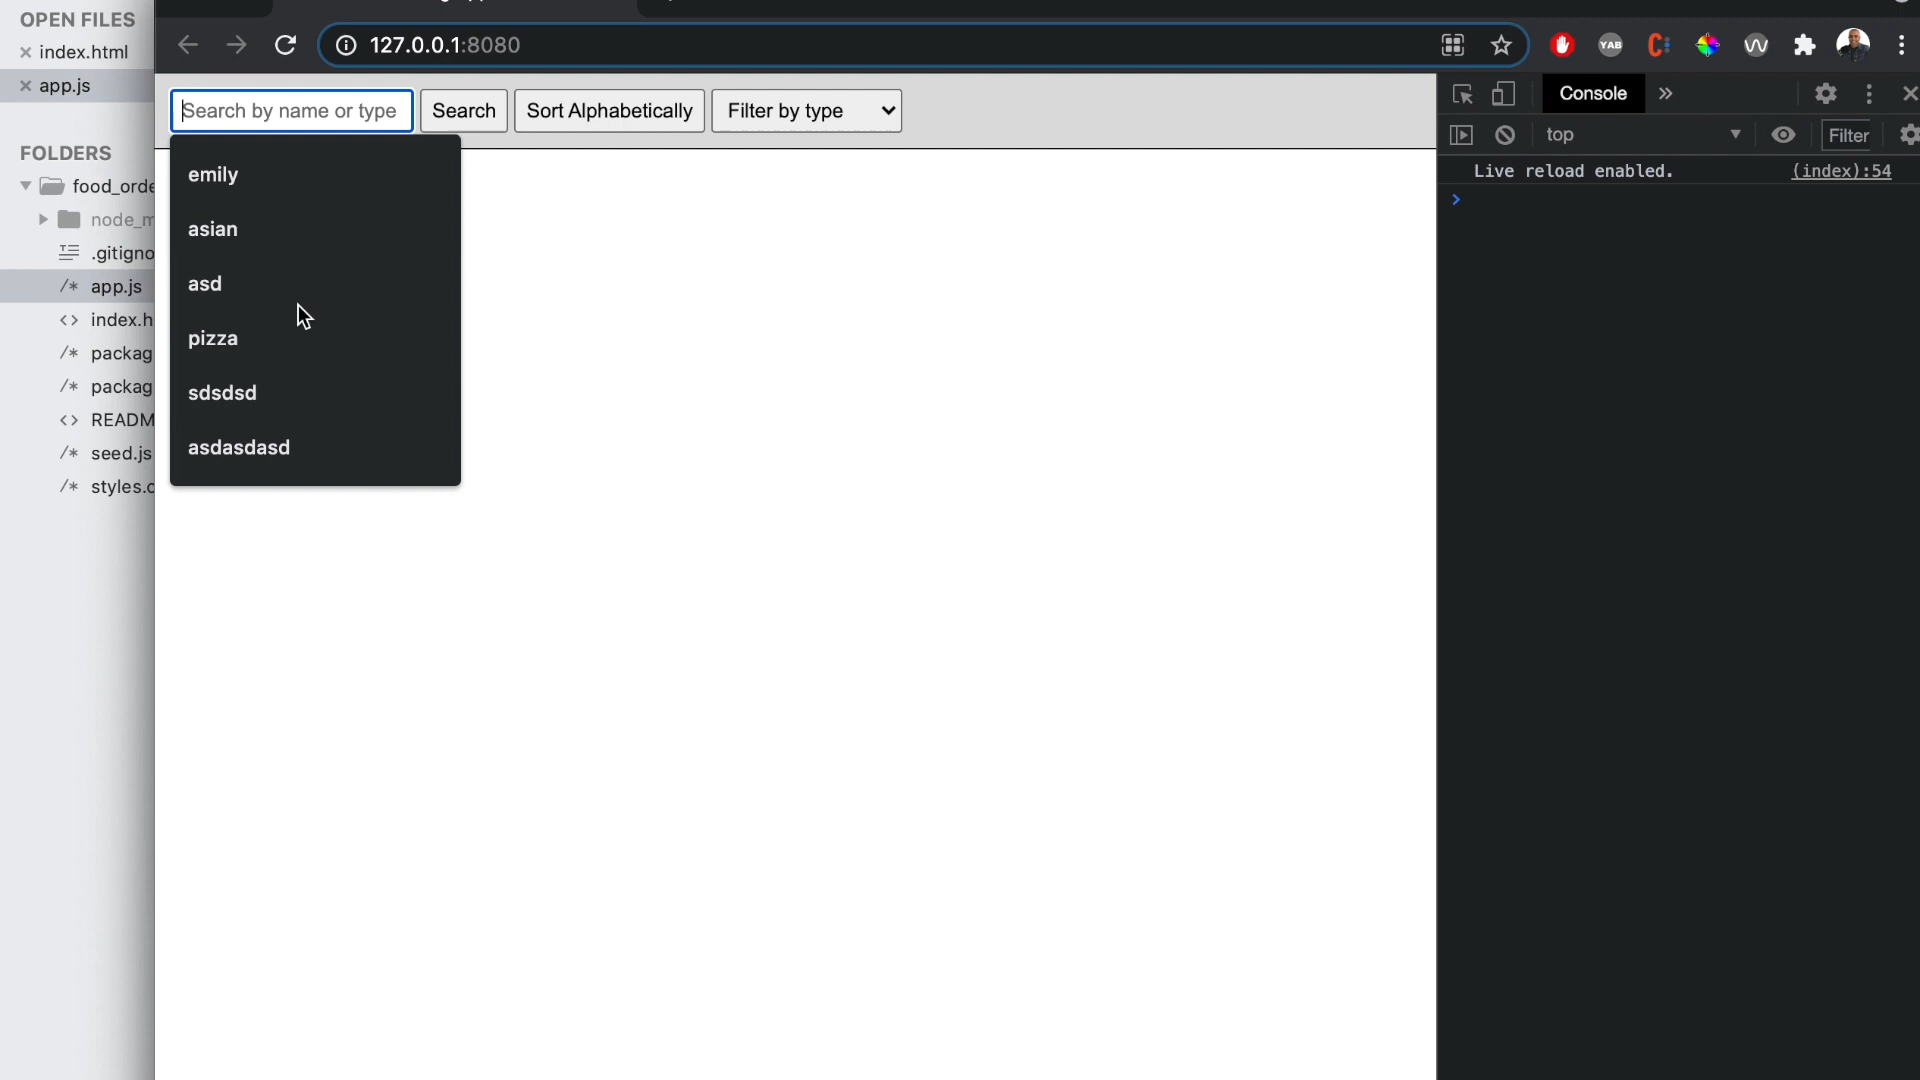 OPEN FILES
index.html
app.js
FOLDERS
food_orde
node_m
.gitigno
app.js
index.h
packag
packag
READM
seed.js
styles.c
127.0.0.1:8080
YAB
Search by name or type
Search
Sort Alphabetically
Filter by type
emily
asian
asd
pizza
sdsdsd
asdasdasd
Console
top
Filter
Live reload enabled.
(index):54